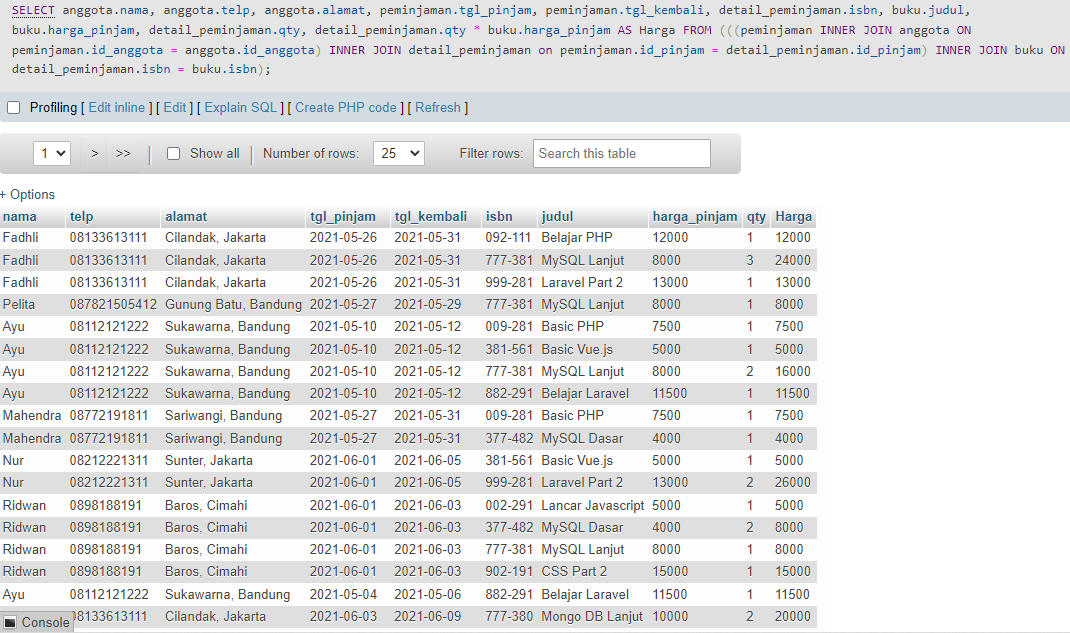 SELECT anggota.nama, anggota.telp, anggota.alamat, peminjaman.tgl_pinjam, peminjaman.tgl_kembali, detail_peminjaman.isbn, buku.judul,
buku.harga_pinjam, detail_peminjaman.qty, detail_peminjaman.qty * buku.harga_pinjam AS Harga FROM (((peminjaman INNER JOIN anggota ON
peminjaman.id_anggota = anggota.id_anggota) INNER JOIN detail_peminjaman on peminjaman.id_pinjam = detail_peminjaman.id_pinjam) INNER JOIN buku ON
detail_peminjaman.isbn = buku.isbn);
Profiling [ Edit inline ] [ Edit ] [ Explain SQL ] [ Create PHP code ] [ Refresh ]
1 > >> | Show all | Number of rows: 25 Filter rows: Search this table
+ Options
nama telp alamat tgl_pinjam tgl_kembali isbn judul harga_pinjam qty Harga
Fadhli 08133613111 Cilandak, Jakarta 2021-05-26 2021-05-31 092-111 Belajar PHP 12000 1 12000
Fadhli 08133613111 Cilandak, Jakarta 2021-05-26 2021-05-31 777-381 MySQL Lanjut 8000 3 24000
Fadhli 08133613111 Cilandak, Jakarta 2021-05-26 2021-05-31 999-281 Laravel Part 2 13000 1 13000
Pelita 087821505412 Gunung Batu, Bandung 2021-05-27 2021-05-29 777-381 MySQL Lanjut 8000 1 8000
Ayu 08112121222 Sukawarna, Bandung 2021-05-10 2021-05-12 009-281 Basic PHP 7500 1 7500
Ayu 08112121222 Sukawarna, Bandung 2021-05-10 2021-05-12 381-561 Basic Vue.js 5000 1 5000
Ayu 08112121222 Sukawarna, Bandung 2021-05-10 2021-05-12 777-381 MySQL Lanjut 8000 2 16000
Ayu 08112121222 Sukawarna, Bandung 2021-05-10 2021-05-12 882-291 Belajar Laravel 11500 1 11500
Mahendra 08772191811 Sariwangi, Bandung 2021-05-27 2021-05-31 009-281 Basic PHP 7500 1 7500
Mahendra 08772191811 Sariwangi, Bandung 2021-05-27 2021-05-31 377-482 MySQL Dasar 4000 1 4000
Nur 08212221311 Sunter, Jakarta 2021-06-01 2021-06-05 381-561 Basic Vue.js 5000 1 5000
Nur 08212221311 Sunter, Jakarta 2021-06-01 2021-06-05 999-281 Laravel Part 2 13000 2 26000
Ridwan 0898188191 Baros, Cimahi 2021-06-01 2021-06-03 002-291 Lancar Javascript 5000 1 5000
Ridwan 0898188191 Baros, Cimahi 2021-06-01 2021-06-03 377-482 MySQL Dasar 4000 2 8000
Ridwan 0898188191 Baros, Cimahi 2021-06-01 2021-06-03 777-381 MySQL Lanjut 8000 1 8000
Ridwan 0898188191 Baros, Cimahi 2021-06-01 2021-06-03 902-191 CSS Part 2 15000 1 15000
Ayu 08112121222 Sukawarna, Bandung 2021-05-04 2021-05-06 882-291 Belajar Laravel 11500 1 11500
Console 08133613111 Cilandak, Jakarta 2021-06-03 2021-06-09 777-380 Mongo DB Lanjut 10000 2 20000